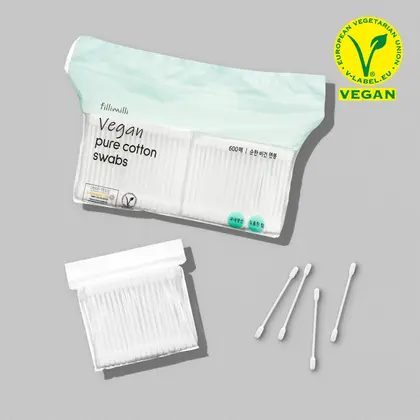 EUROPEAN VEGETARIAN UNION
• V-LABEL.EU •
VEGAN
fillimilli
Vegan
pure cotton
swabs
600팩 | 순한 비건 면봉